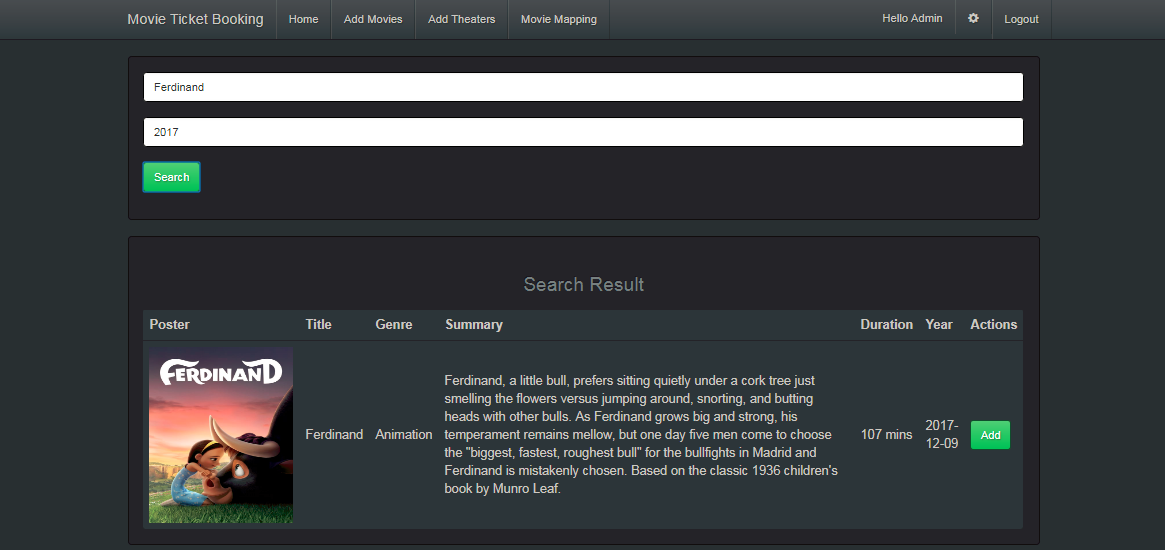 Movie Ticket Booking Home Add Movies Add Theaters Movie Mapping Hello Admin Logout
Ferdinand
2017
Search
Search Result
Poster Title Genre Summary Duration Year Actions
FERDINAND
Ferdinand Animation
Ferdinand, a little bull, prefers sitting quietly under a cork tree just
smelling the flowers versus jumping around, snorting, and butting
heads with other bulls. As Ferdinand grows big and strong, his
temperament remains mellow, but one day five men come to choose
the "biggest, fastest, roughest bull" for the bullfights in Madrid and
Ferdinand is mistakenly chosen. Based on the classic 1936 children's
book by Munro Leaf.
107 mins
2017-
12-09
Add